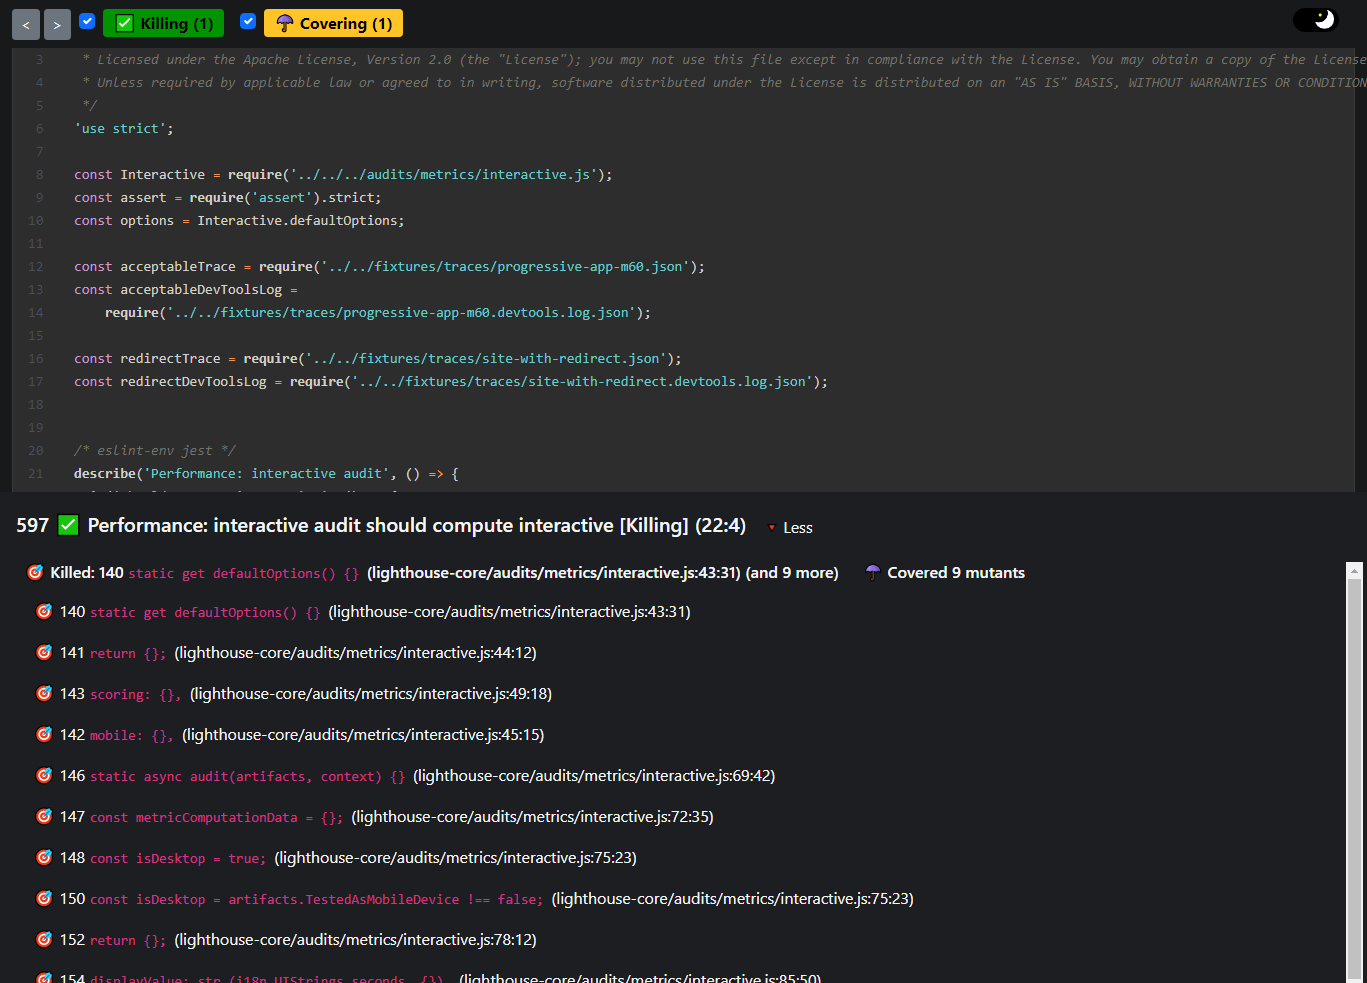 < > Killing (1) Covering (1)
3 * Licensed under the Apache License, Version 2.0 (the "License"); you may not use this file except in compliance with the License. You may obtain a copy of the License
4 * Unless required by applicable law or agreed to in writing, software distributed under the License is distributed on an "AS IS" BASIS, WITHOUT WARRANTIES OR CONDITION
5 */
6 'use strict';
7
8 const Interactive = require('../../../audits/metrics/interactive.js');
9 const assert = require('assert').strict;
10 const options = Interactive.defaultOptions;
11
12 const acceptableTrace = require('../../fixtures/traces/progressive-app-m60.json');
13 const acceptableDevToolsLog =
14 require('../../fixtures/traces/progressive-app-m60.devtools.log.json');
15
16 const redirectTrace = require('../../fixtures/traces/site-with-redirect.json');
17 const redirectDevToolsLog = require('../../fixtures/traces/site-with-redirect.devtools.log.json');
18
19
20 /* eslint-env jest */
21 describe('Performance: interactive audit', () => {
597 Performance: interactive audit should compute interactive [Killing] (22:4) Less
Killed: 140 static get defaultOptions() {} (lighthouse-core/audits/metrics/interactive.js:43:31) (and 9 more) Covered 9 mutants
140 static get defaultOptions() {} (lighthouse-core/audits/metrics/interactive.js:43:31)
141 return {}; (lighthouse-core/audits/metrics/interactive.js:44:12)
143 scoring: {}, (lighthouse-core/audits/metrics/interactive.js:49:18)
142 mobile: {}, (lighthouse-core/audits/metrics/interactive.js:45:15)
146 static async audit(artifacts, context) {} (lighthouse-core/audits/metrics/interactive.js:69:42)
147 const metricComputationData = {}; (lighthouse-core/audits/metrics/interactive.js:72:35)
148 const isDesktop = true; (lighthouse-core/audits/metrics/interactive.js:75:23)
150 const isDesktop = artifacts.TestedAsMobileDevice !== false; (lighthouse-core/audits/metrics/interactive.js:75:23)
152 return {}; (lighthouse-core/audits/metrics/interactive.js:78:12)
154 displayValue: str_(i18n.UIStrings.seconds, {}), (lighthouse-core/audits/metrics/interactive.js:85:50)